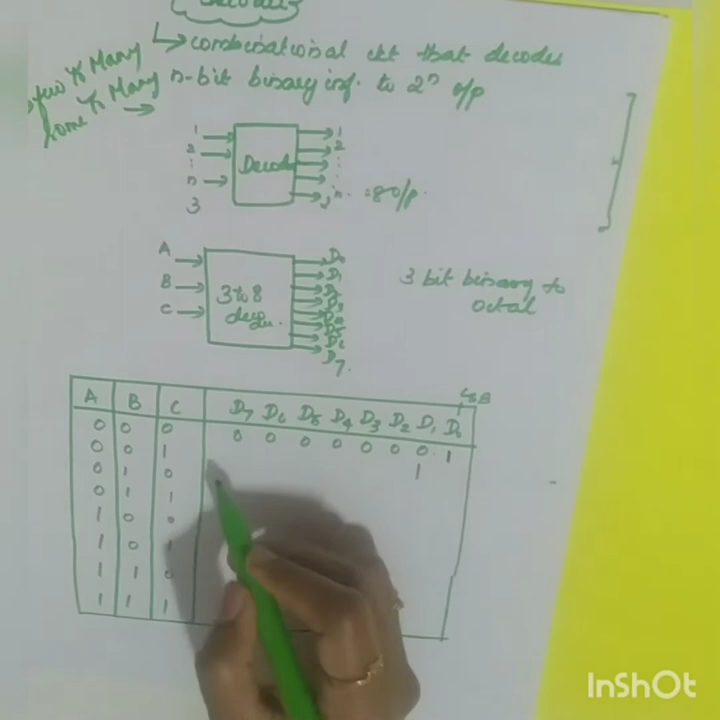 ↳ combinational ckt that decodes
few to Many
n-bit binary inf. to 2ⁿ o/p
some to Many →
1 1
2 2
Decod
n 2ⁿ = 8 o/p.
3
A D0
B D1
C D2
3 to 8 D3
D4
D5
D6
D7.
3 bit binary to
octal
LSB
A B C D7 D6 D5 D4 D3 D2 D1 D0
0 0 0 0 0 0 0 0 0 0 1
0 0 1 1
0 1 0
0 1 1
1 0 0
1 0 1
1 1 0
1 1 1
InShOt